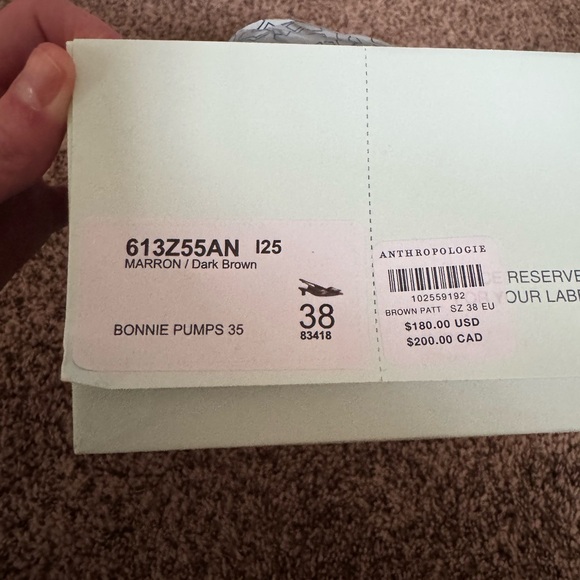 613Z55AN I25
MARRON / Dark Brown
BONNIE PUMPS 35
38
83418
ANTHROPOLOGIE
102559192
BROWN PATT SZ 38 EU
$180.00 USD
$200.00 CAD
RESERVE
YOUR LABE